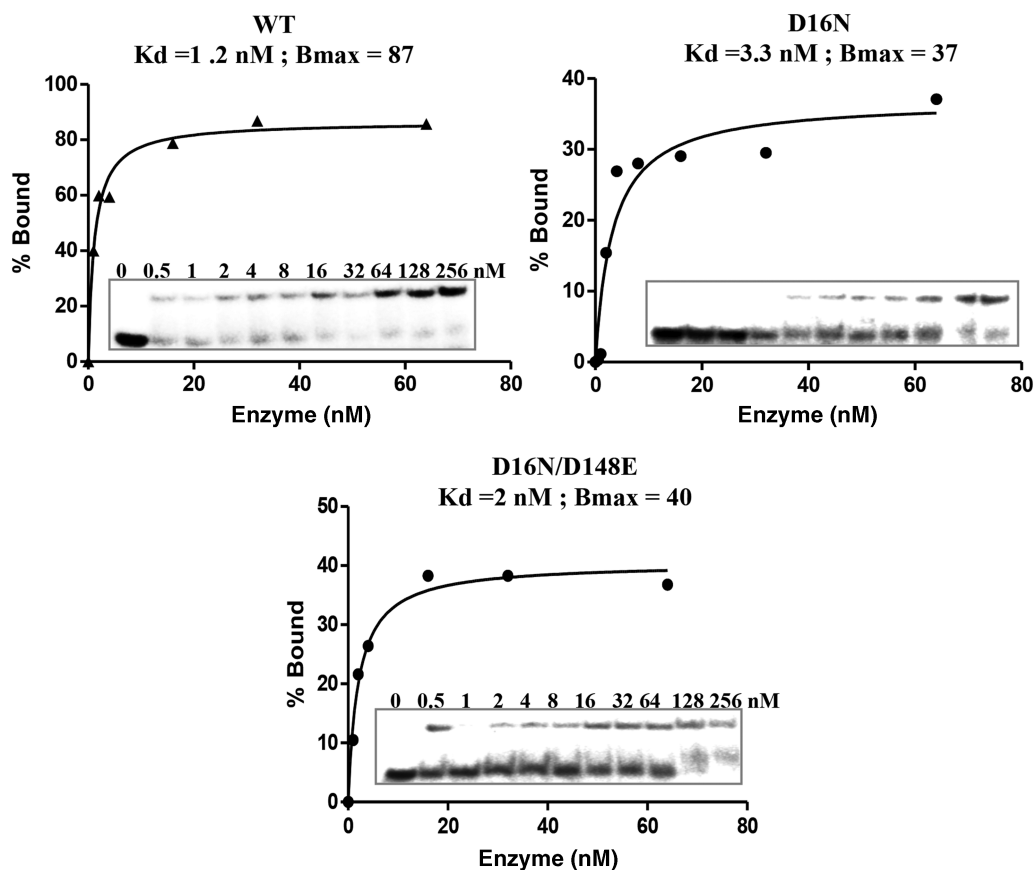 WT
Kd =1 .2 nM ; Bmax = 87
100
80
60
40
20
0
% Bound
0 0.5 1 2 4 8 16 32 64 128 256 nM
0 20 40 60 80
Enzyme (nM)
D16N
Kd =3.3 nM ; Bmax = 37
40
30
20
10
0
% Bound
0 20 40 60 80
Enzyme (nM)
D16N/D148E
Kd =2 nM ; Bmax = 40
50
40
30
20
10
0
% Bound
0 0.5 1 2 4 8 16 32 64 128 256 nM
0 20 40 60 80
Enzyme (nM)